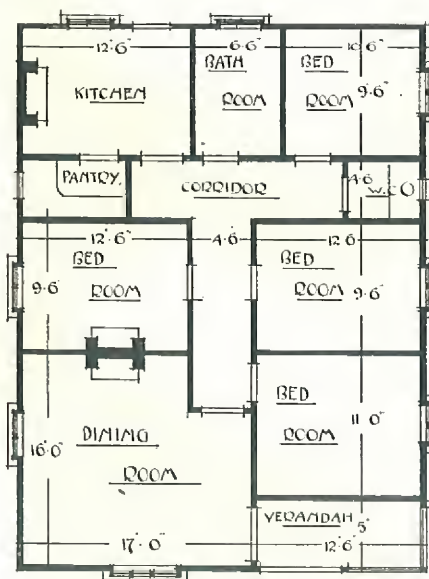 12'·6"
6·6"
10'6"
KITCHEN
BATH
ROOM
BED
ROOM
9'·6"
PANTRY
CORRIDOR
4·6
W.C
12'·6"
4'·6"
12'6
BED
ROOM
9'·6"
BED
ROOM
9'·6"
DINING
ROOM
16'·0"
BED
ROOM
11'·0"
VERANDAH
5'
17'·0"
12'·6"